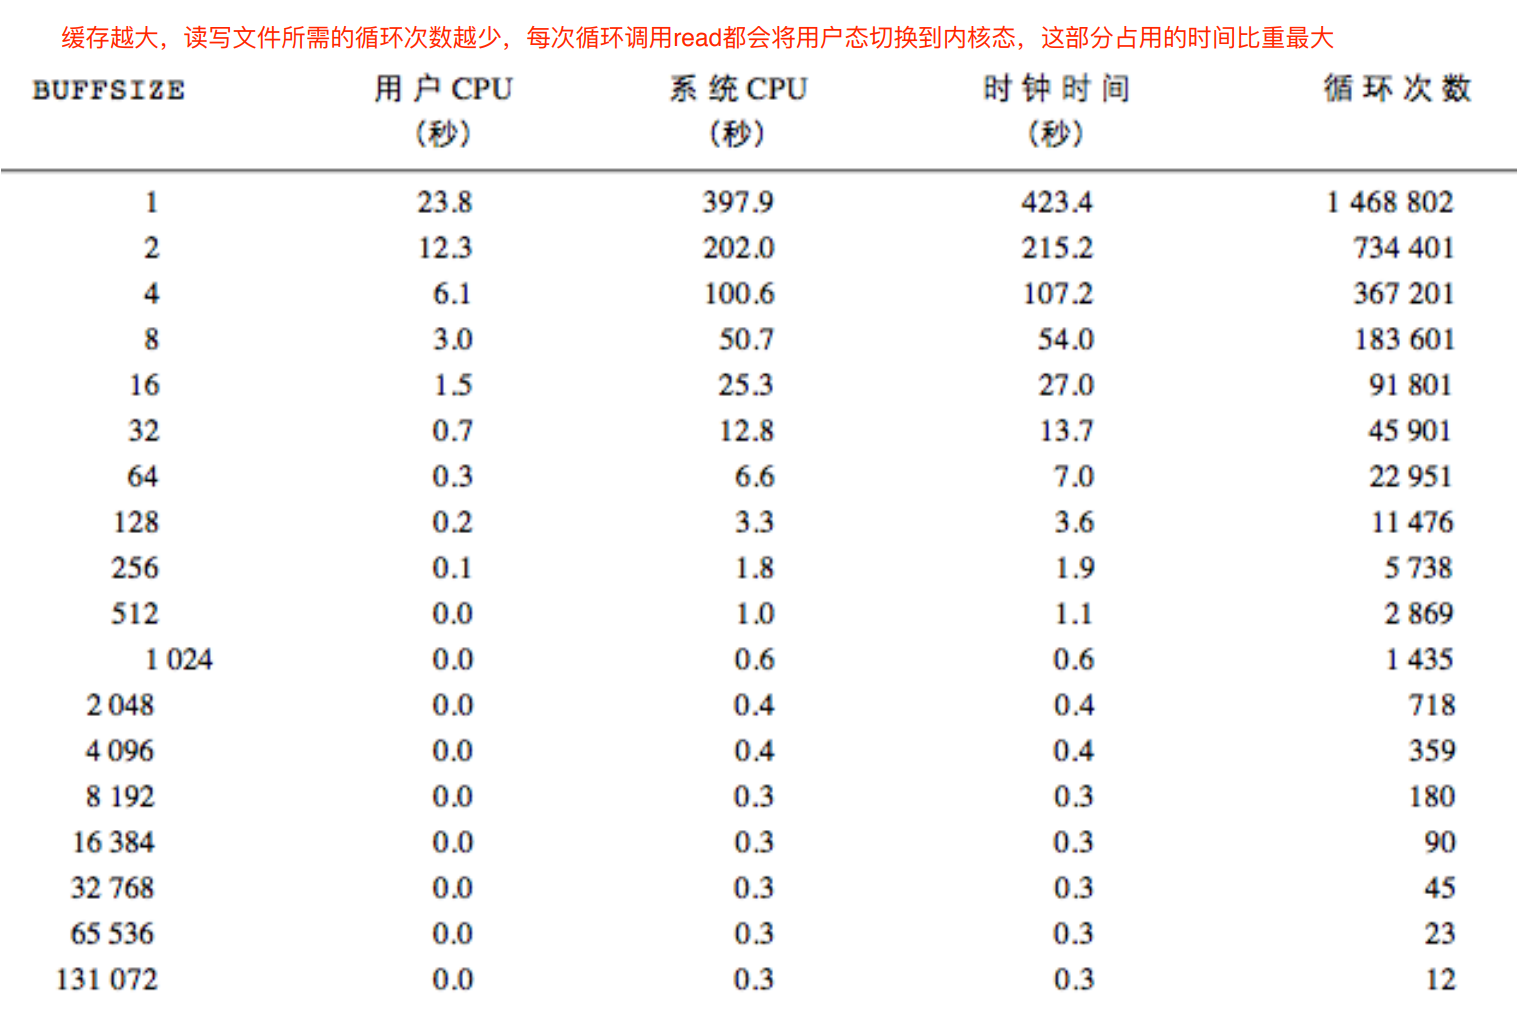 缓存越大，读写文件所需的循环次数越少，每次循环调用read都会将用户态切换到内核态，这部分占用的时间比重最大
BUFFSIZE 用户CPU 系统CPU 时钟时间 循环次数
（秒） （秒） （秒）
1 23.8 397.9 423.4 1 468 802
2 12.3 202.0 215.2 734 401
4 6.1 100.6 107.2 367 201
8 3.0 50.7 54.0 183 601
16 1.5 25.3 27.0 91 801
32 0.7 12.8 13.7 45 901
64 0.3 6.6 7.0 22 951
128 0.2 3.3 3.6 11 476
256 0.1 1.8 1.9 5 738
512 0.0 1.0 1.1 2 869
1 024 0.0 0.6 0.6 1 435
2 048 0.0 0.4 0.4 718
4 096 0.0 0.4 0.4 359
8 192 0.0 0.3 0.3 180
16 384 0.0 0.3 0.3 90
32 768 0.0 0.3 0.3 45
65 536 0.0 0.3 0.3 23
131 072 0.0 0.3 0.3 12